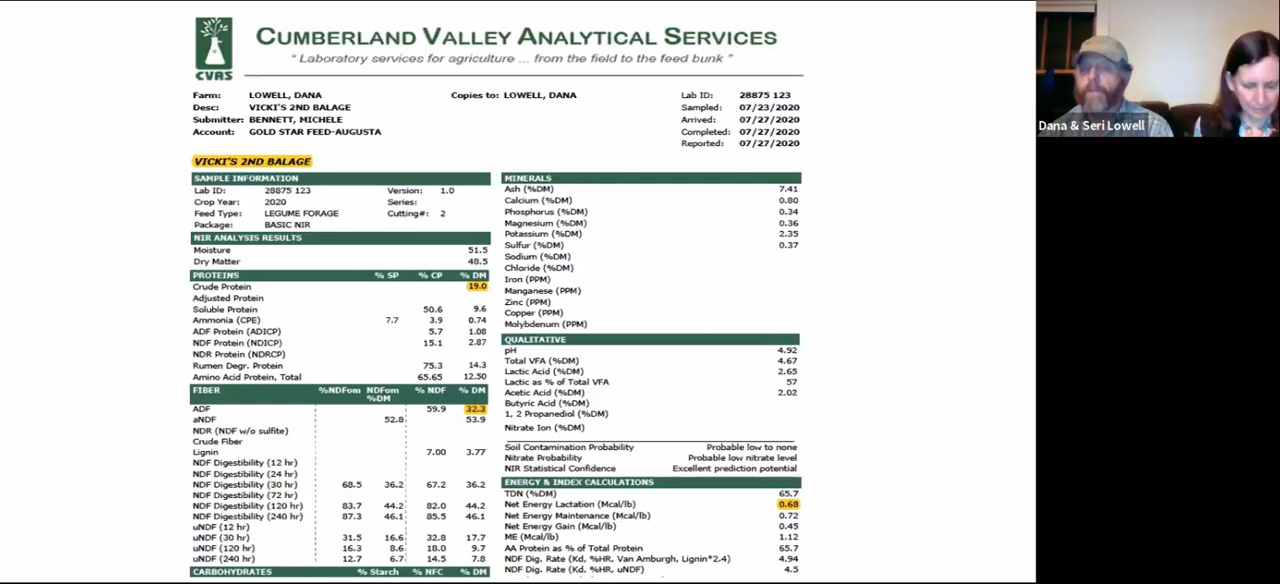 CUMBERLAND VALLEY ANALYTICAL SERVICES
" Laboratory services for agriculture ... from the field to the feed bunk "
CVAS
Farm: LOWELL, DANA Copies to: LOWELL, DANA Lab ID: 28875 123
Desc: VICKI'S 2ND BALAGE Sampled: 07/23/2020
Submitter: BENNETT, MICHELE Arrived: 07/27/2020
Account: GOLD STAR FEED-AUGUSTA Completed: 07/27/2020
Reported: 07/27/2020
VICKI'S 2ND BALAGE
SAMPLE INFORMATION
Lab ID: 28875 123 Version: 1.0
Crop Year: 2020 Series:
Feed Type: LEGUME FORAGE Cutting#: 2
Package: BASIC NIR
NIR ANALYSIS RESULTS
Moisture 51.5
Dry Matter 48.5
PROTEINS % SP % CP % DM
Crude Protein 19.0
Adjusted Protein
Soluble Protein 50.6 9.6
Ammonia (CPE) 7.7 3.9 0.74
ADF Protein (ADICP) 5.7 1.08
NDF Protein (NDICP) 15.1 2.87
NDR Protein (NDRCP)
Rumen Degr. Protein 75.3 14.3
Amino Acid Protein, Total 65.65 12.50
FIBER %NDFom NDFom %DM % NDF % DM
ADF 59.9 32.3
aNDF 52.8 53.9
NDR (NDF w/o sulfite)
Crude Fiber
Lignin 7.00 3.77
NDF Digestibility (12 hr)
NDF Digestibility (24 hr)
NDF Digestibility (30 hr) 68.5 36.2 67.2 36.2
NDF Digestibility (72 hr)
NDF Digestibility (120 hr) 83.7 44.2 82.0 44.2
NDF Digestibility (240 hr) 87.3 46.1 85.5 46.1
uNDF (12 hr)
uNDF (30 hr) 31.5 16.6 32.8 17.7
uNDF (120 hr) 16.3 8.6 18.0 9.7
uNDF (240 hr) 12.7 6.7 14.5 7.8
CARBOHYDRATES % Starch % NFC % DM
MINERALS
Ash (%DM) 7.41
Calcium (%DM) 0.80
Phosphorus (%DM) 0.34
Magnesium (%DM) 0.36
Potassium (%DM) 2.35
Sulfur (%DM) 0.37
Sodium (%DM)
Chloride (%DM)
Iron (PPM)
Manganese (PPM)
Zinc (PPM)
Copper (PPM)
Molybdenum (PPM)
QUALITATIVE
pH 4.92
Total VFA (%DM) 4.67
Lactic Acid (%DM) 2.65
Lactic as % of Total VFA 57
Acetic Acid (%DM) 2.02
Butyric Acid (%DM)
1, 2 Propanediol (%DM)
Nitrate Ion (%DM)
Soil Contamination Probability Probable low to none
Nitrate Probability Probable low nitrate level
NIR Statistical Confidence Excellent prediction potential
ENERGY & INDEX CALCULATIONS
TDN (%DM) 65.7
Net Energy Lactation (Mcal/lb) 0.68
Net Energy Maintenance (Mcal/lb) 0.72
Net Energy Gain (Mcal/lb) 0.45
ME (Mcal/lb) 1.12
AA Protein as % of Total Protein 65.7
NDF Dig. Rate (Kd, %HR, Van Amburgh, Lignin*2.4) 4.94
NDF Dig. Rate (Kd, %HR, uNDF) 4.5
Dana & Seri Lowell